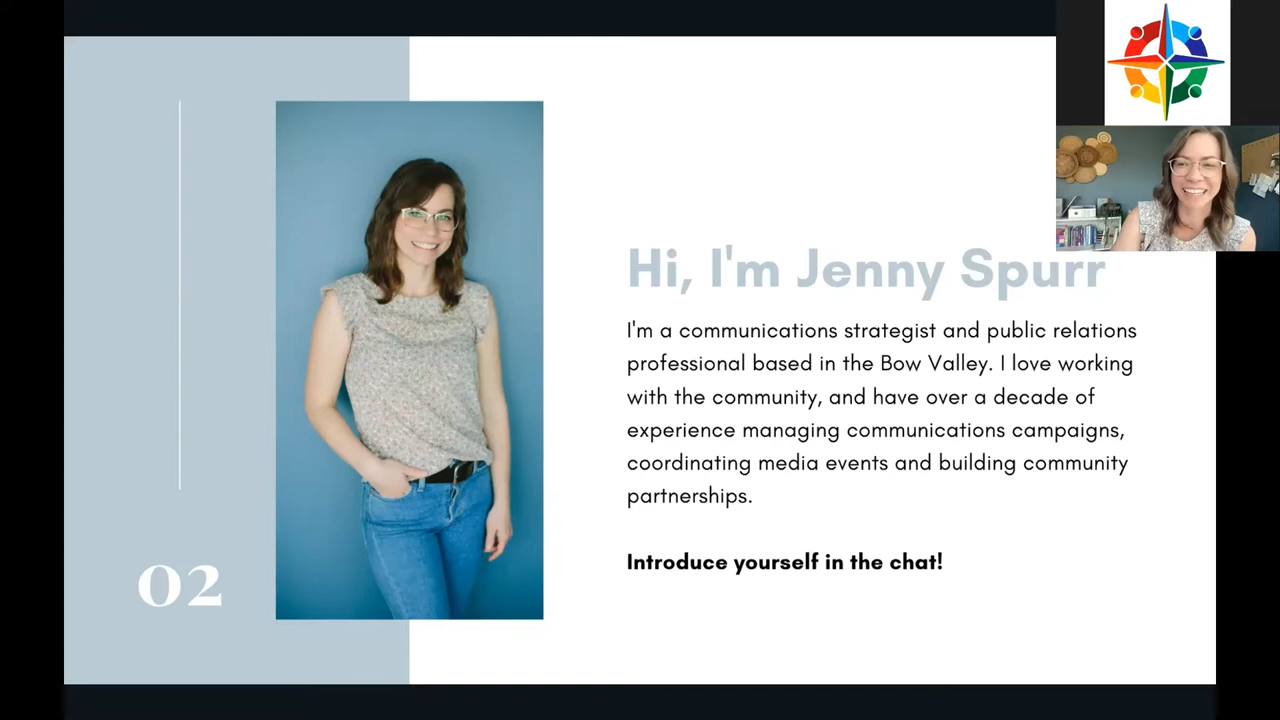 Hi, I'm Jenny Spurr
I'm a communications strategist and public relations
professional based in the Bow Valley. I love working
with the community, and have over a decade of
experience managing communications campaigns,
coordinating media events and building community
partnerships.
Introduce yourself in the chat!
02